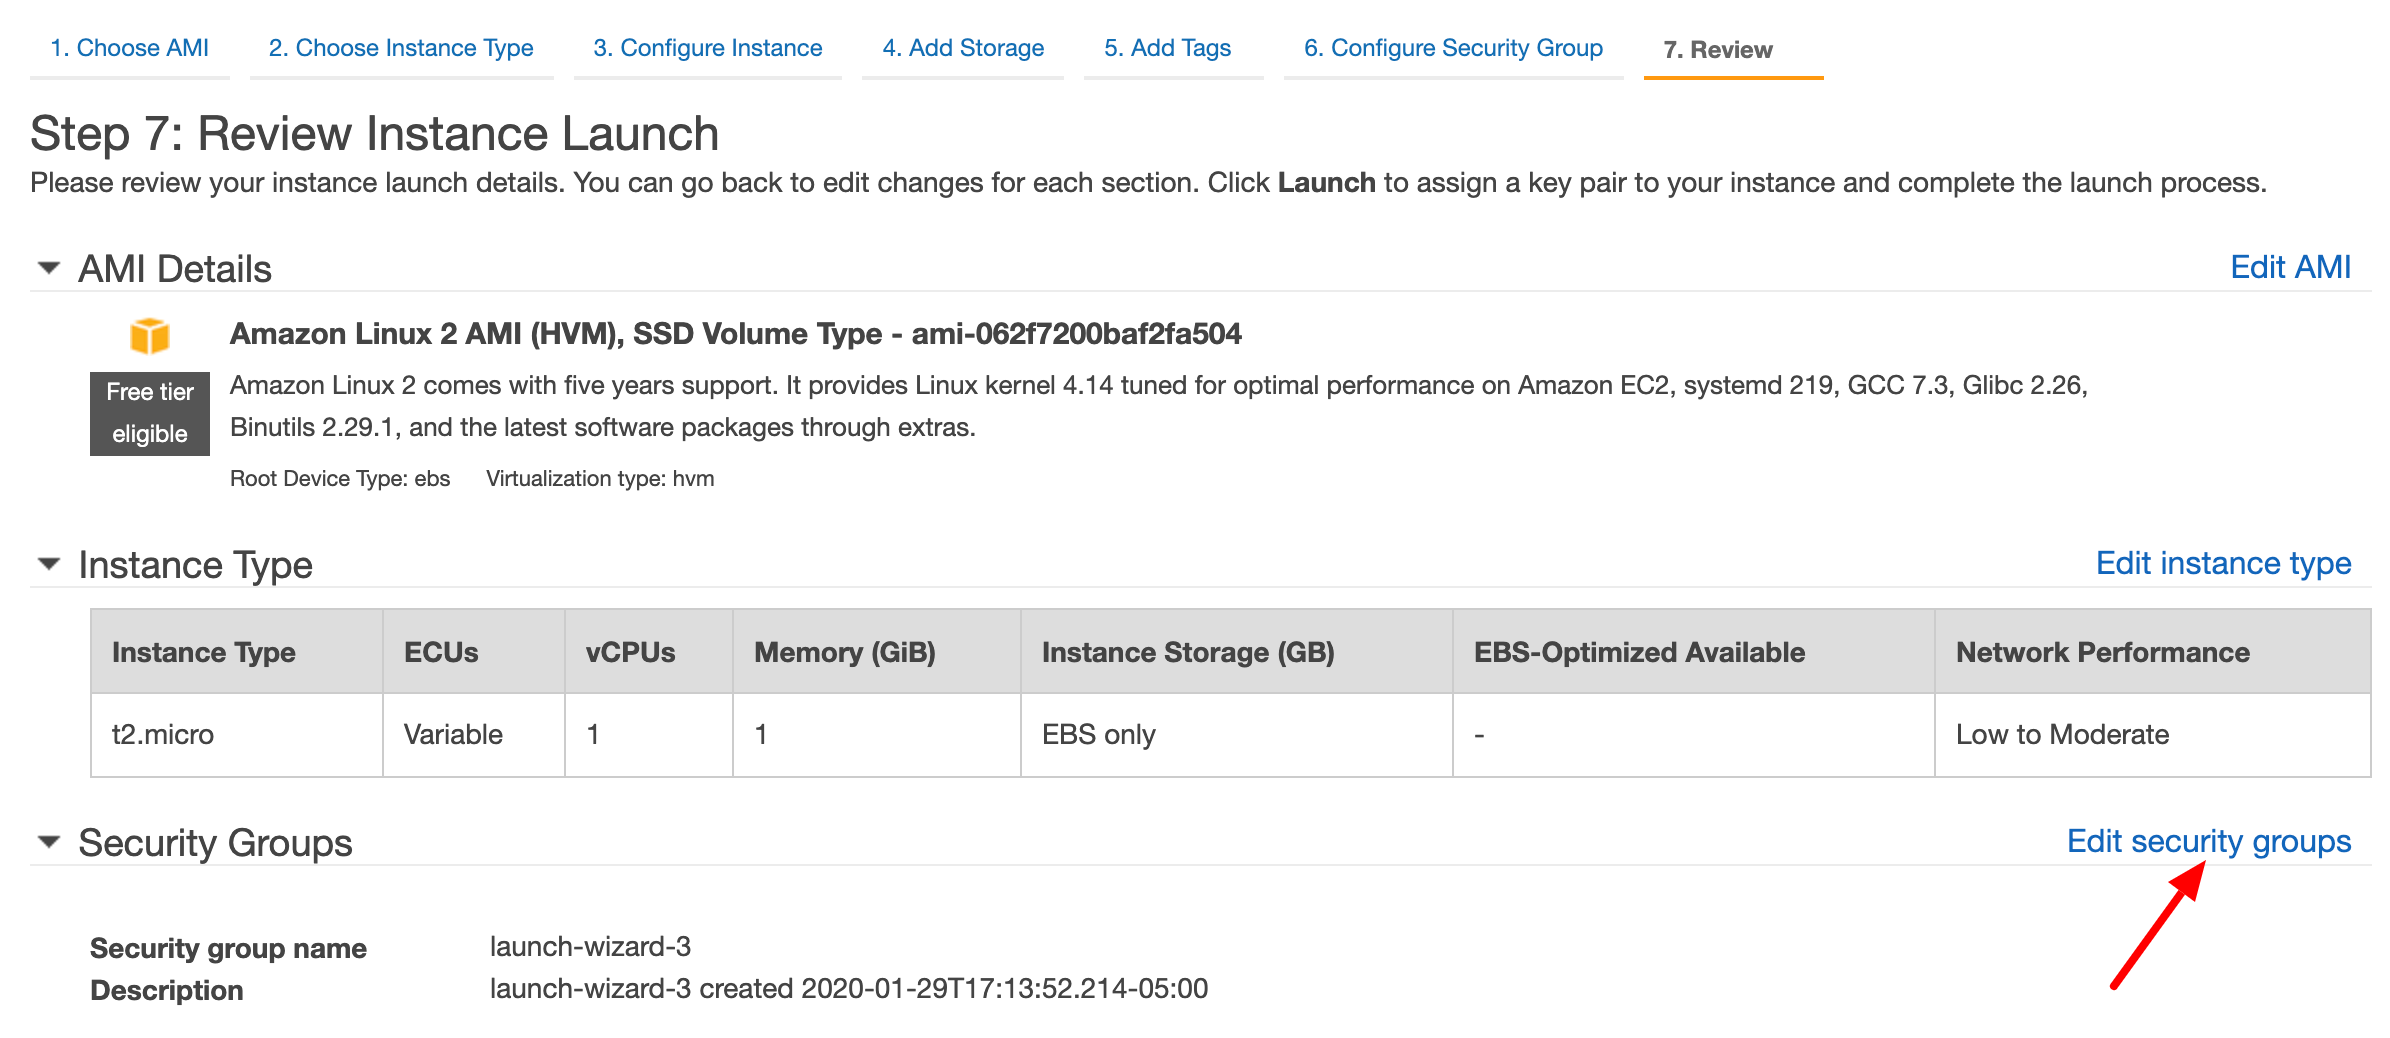 1. Choose AMI 2. Choose Instance Type 3. Configure Instance 4. Add Storage 5. Add Tags 6. Configure Security Group 7. Review
Step 7: Review Instance Launch
Please review your instance launch details. You can go back to edit changes for each section. Click Launch to assign a key pair to your instance and complete the launch process.
AMI Details Edit AMI
Amazon Linux 2 AMI (HVM), SSD Volume Type - ami-062f7200baf2fa504
Free tier
eligible
Amazon Linux 2 comes with five years support. It provides Linux kernel 4.14 tuned for optimal performance on Amazon EC2, systemd 219, GCC 7.3, Glibc 2.26,
Binutils 2.29.1, and the latest software packages through extras.
Root Device Type: ebs Virtualization type: hvm
Instance Type Edit instance type
Instance Type ECUs vCPUs Memory (GiB) Instance Storage (GB) EBS-Optimized Available Network Performance
t2.micro Variable 1 1 EBS only - Low to Moderate
Security Groups Edit security groups
Security group name launch-wizard-3
Description launch-wizard-3 created 2020-01-29T17:13:52.214-05:00